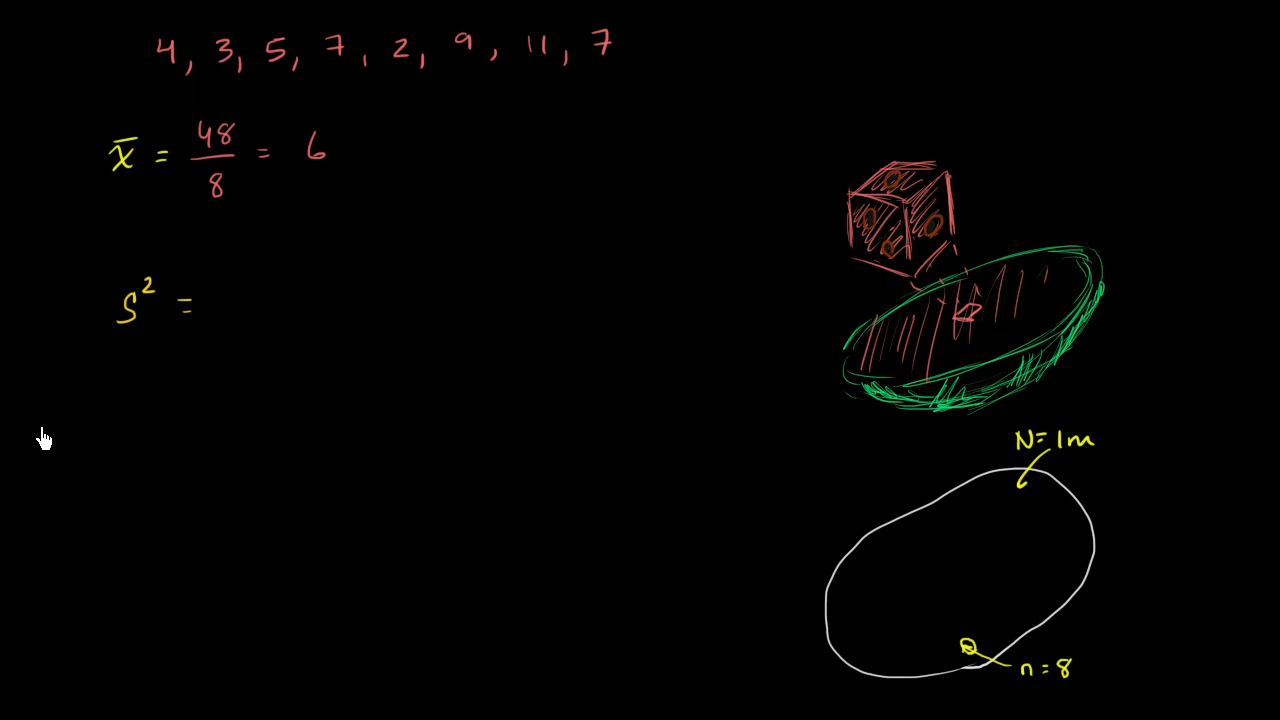 4, 3, 5, 7, 2, 9, 11, 7
x̄ = 48/8 = 6
S² =
N=1m
n=8